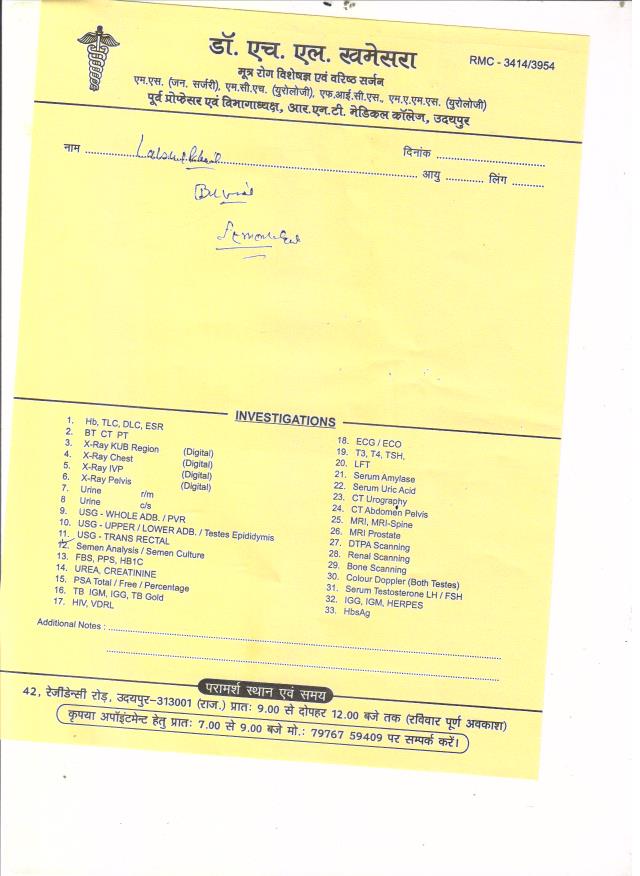 डॉ. एच. एल. खमेसरा
RMC - 3414/3954
मूत्र रोग विशेषज्ञ एवं वरिष्ठ सर्जन
एम.एस. (जन. सर्जरी), एम.सी.एच. (युरोलोजी), एफ.आई.सी.एस., एम.ए.एम.एस. (युरोलोजी)
पूर्व प्रोफेसर एवं विभागाध्यक्ष, आर.एन.टी. मेडिकल कॉलेज, उदयपुर
नाम
दिनांक
आयु लिंग
INVESTIGATIONS
1. Hb, TLC, DLC, ESR
2. BT CT PT
3. X-Ray KUB Region (Digital)
4. X-Ray Chest (Digital)
5. X-Ray IVP (Digital)
6. X-Ray Pelvis (Digital)
7. Urine r/m
8 Urine c/s
9. USG - WHOLE ADB. / PVR
10. USG - UPPER / LOWER ADB. / Testes Epididymis
11. USG - TRANS RECTAL
12. Semen Analysis / Semen Culture
13. FBS, PPS, HB1C
14. UREA, CREATININE
15. PSA Total / Free / Percentage
16. TB IGM, IGG, TB Gold
17. HIV, VDRL
18. ECG / ECO
19. T3, T4, TSH,
20. LFT
21. Serum Amylase
22. Serum Uric Acid
23. CT Urography
24. CT Abdomen Pelvis
25. MRI, MRI-Spine
26. MRI Prostate
27. DTPA Scanning
28. Renal Scanning
29. Bone Scanning
30. Colour Doppler (Both Testes)
31. Serum Testosterone LH / FSH
32. IGG, IGM, HERPES
33. HbsAg
Additional Notes :
परामर्श स्थान एवं समय
42, रेजीडेन्सी रोड़, उदयपुर–313001 (राज.) प्रातः 9.00 से दोपहर 12.00 बजे तक (रविवार पूर्ण अवकाश)
कृपया अपॉइंटमेन्ट हेतु प्रातः 7.00 से 9.00 बजे मो.: 79767 59409 पर सम्पर्क करें।